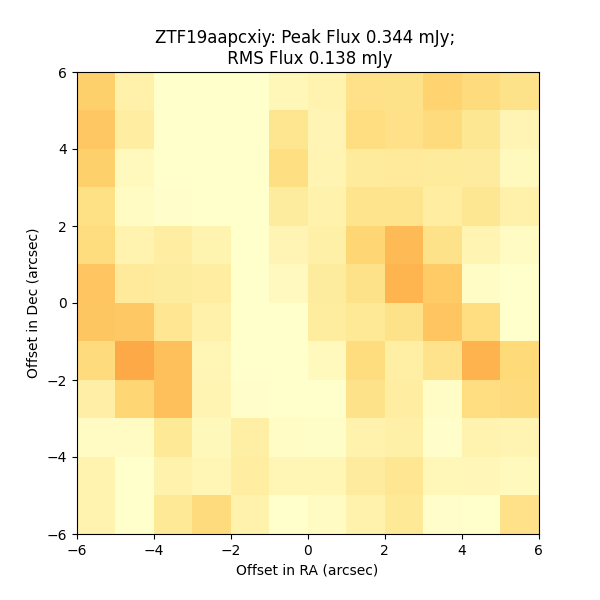 ZTF19aapcxiy: Peak Flux 0.344 mJy;
RMS Flux 0.138 mJy
6
4
2
0
−2
−4
−6
Offset in Dec (arcsec)
−6 −4 −2 0 2 4 6
Offset in RA (arcsec)